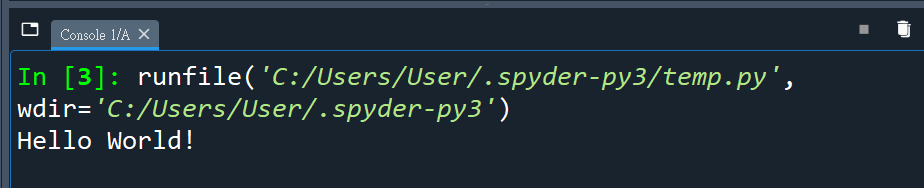 Console 1/A
In [3]: runfile('C:/Users/User/.spyder-py3/temp.py',
wdir='C:/Users/User/.spyder-py3')
Hello World!